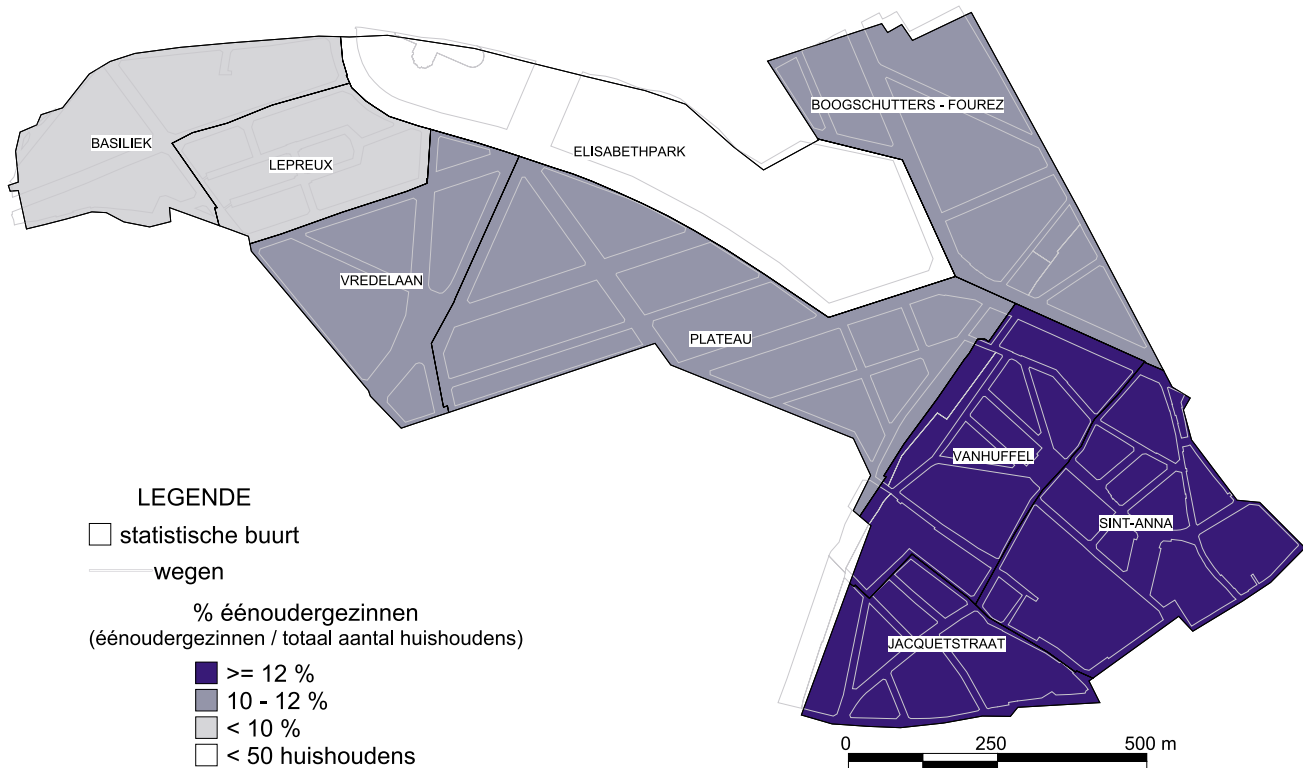 BOOGSCHUTTERS - FOUREZ
BASILIEK
ELISABETHPARK
LEPREUX
VREDELAAN
PLATEAU
VANHUFFEL
SINT-ANNA
JACQUETSTRAAT
LEGENDE
statistische buurt
wegen
% éénoudergezinnen
(éénoudergezinnen / totaal aantal huishoudens)
>= 12 %
10 - 12 %
< 10 %
< 50 huishoudens
0 250 500 m